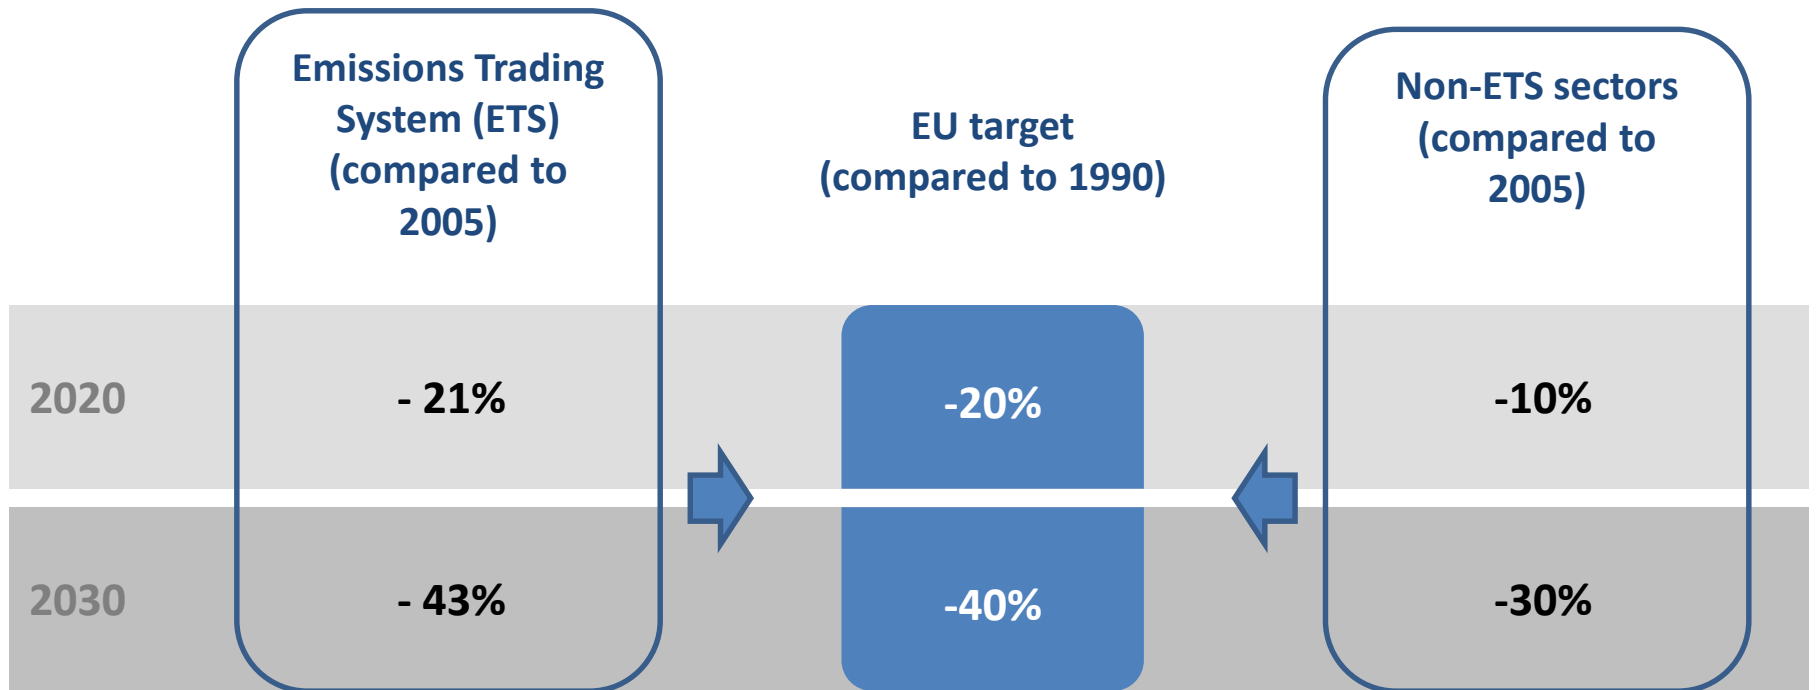 Emissions Trading
System (ETS)
(compared to
2005)
EU target
(compared to 1990)
Non-ETS sectors
(compared to
2005)
2020
- 21%
-20%
-10%
2030
- 43%
-40%
-30%